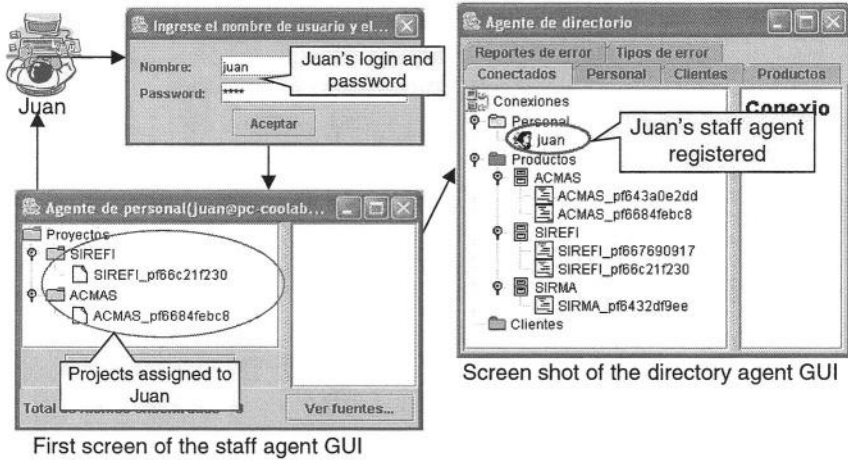 Juan
Ingrese el nombre de usuario y el...
Nombre:
juan
Password:
****
Aceptar
Juan's login and
password
Agente de personal(juan@pc-coolab...
Proyectos
SIREFI
SIREFI_pf66c21f230
ACMAS
ACMAS_pf6684febc8
Projects assigned to
Juan
Total
Ver fuentes...
First screen of the staff agent GUI
Agente de directorio
Reportes de error
Tipos de error
Conectados
Personal
Clientes
Productos
Conexiones
Personal
juan
Productos
ACMAS
ACMAS_pf643a0e2dd
ACMAS_pf6684febc8
SIREFI
SIREFI_pf667690917
SIREFI_pf66c21f230
SIRMA
SIRMA_pf6432df9ee
Clientes
Conexio
Juan's staff agent
registered
Screen shot of the directory agent GUI